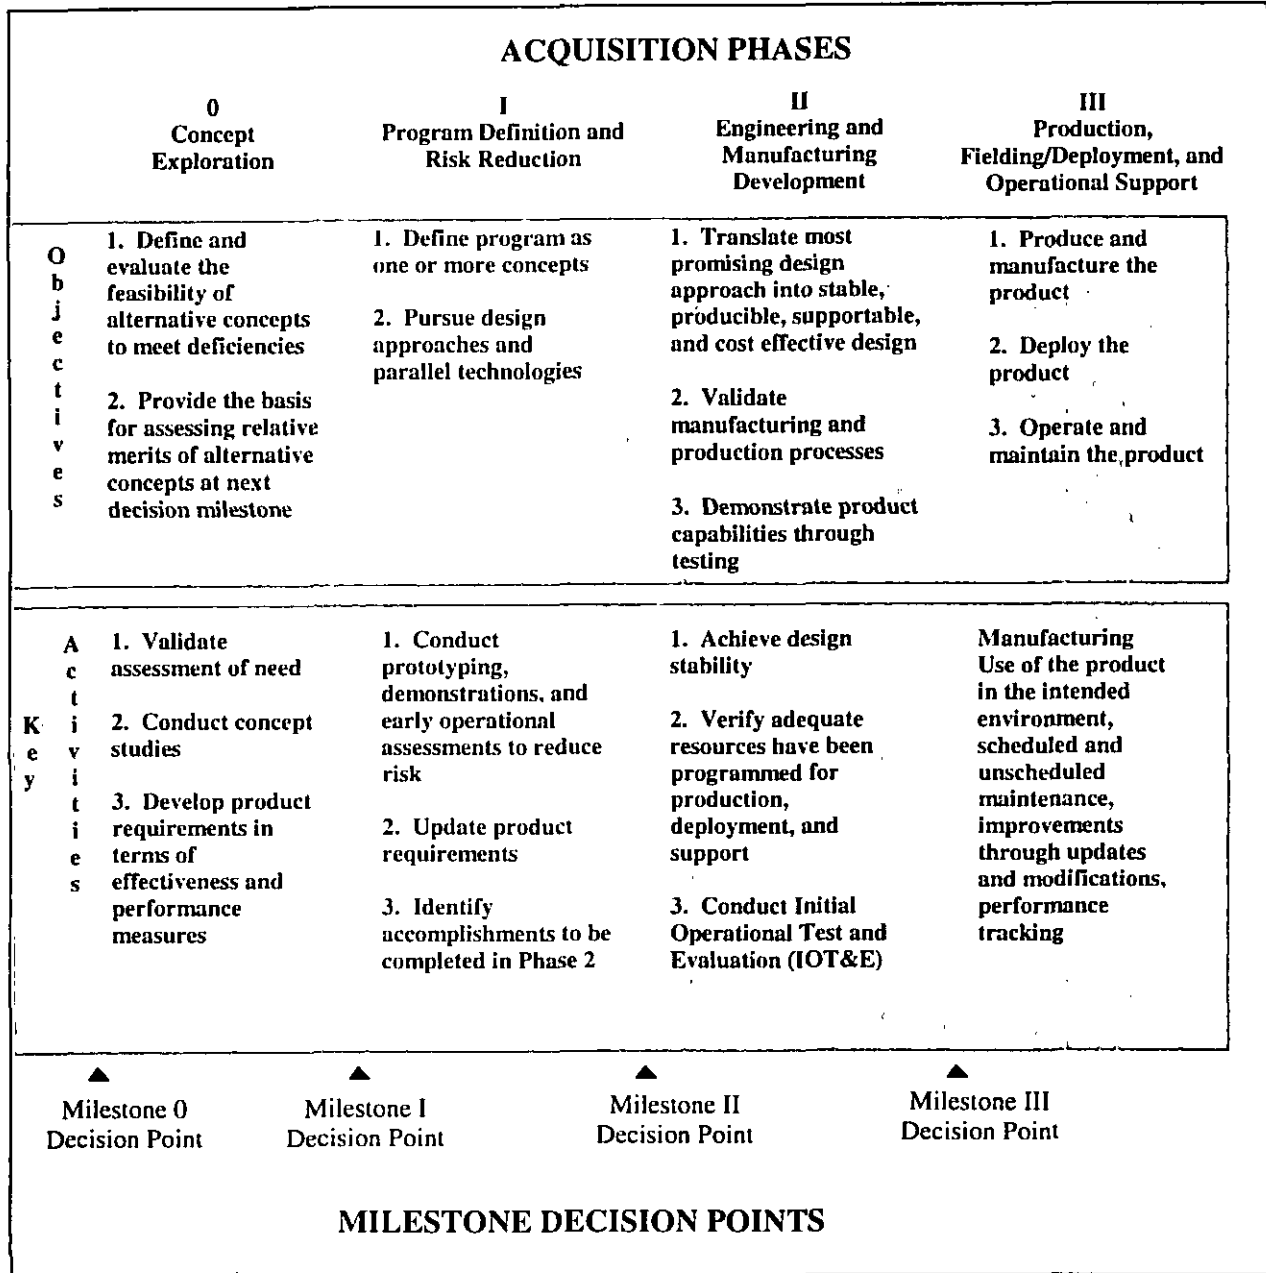 ACQUISITION PHASES
0
Concept
Exploration
I
Program Definition and
Risk Reduction
II
Engineering and
Manufacturing
Development
III
Production,
Fielding/Deployment, and
Operational Support
Objectives
1. Define and
evaluate the
feasibility of
alternative concepts
to meet deficiencies
2. Provide the basis
for assessing relative
merits of alternative
concepts at next
decision milestone
1. Define program as
one or more concepts
2. Pursue design
approaches and
parallel technologies
1. Translate most
promising design
approach into stable,
producible, supportable,
and cost effective design
2. Validate
manufacturing and
production processes
3. Demonstrate product
capabilities through
testing
1. Produce and
manufacture the
product
2. Deploy the
product
3. Operate and
maintain the product
Key
Activities
1. Validate
assessment of need
2. Conduct concept
studies
3. Develop product
requirements in
terms of
effectiveness and
performance
measures
1. Conduct
prototyping,
demonstrations, and
early operational
assessments to reduce
risk
2. Update product
requirements
3. Identify
accomplishments to be
completed in Phase 2
1. Achieve design
stability
2. Verify adequate
resources have been
programmed for
production,
deployment, and
support
3. Conduct Initial
Operational Test and
Evaluation (IOT&E)
Manufacturing
Use of the product
in the intended
environment,
scheduled and
unscheduled
maintenance,
improvements
through updates
and modifications,
performance
tracking
Milestone 0
Decision Point
Milestone I
Decision Point
Milestone II
Decision Point
Milestone III
Decision Point
MILESTONE DECISION POINTS